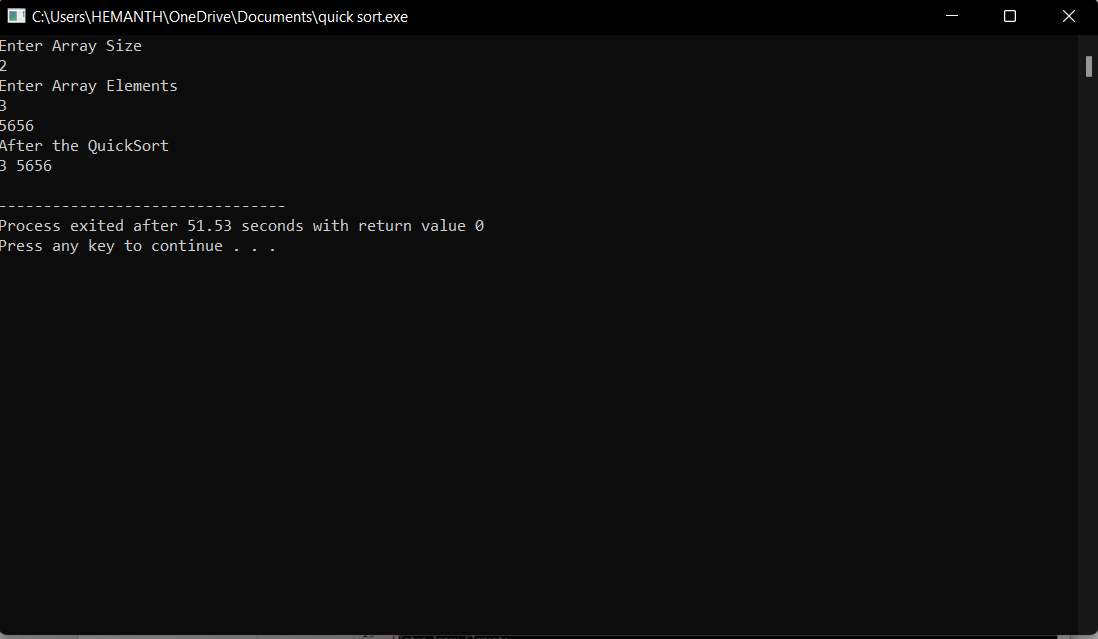 C:\Users\HEMANTH\OneDrive\Documents\quick sort.exe
Enter Array Size
2
Enter Array Elements
3
5656
After the QuickSort
3 5656
--------------------------------
Process exited after 51.53 seconds with return value 0
Press any key to continue . . .